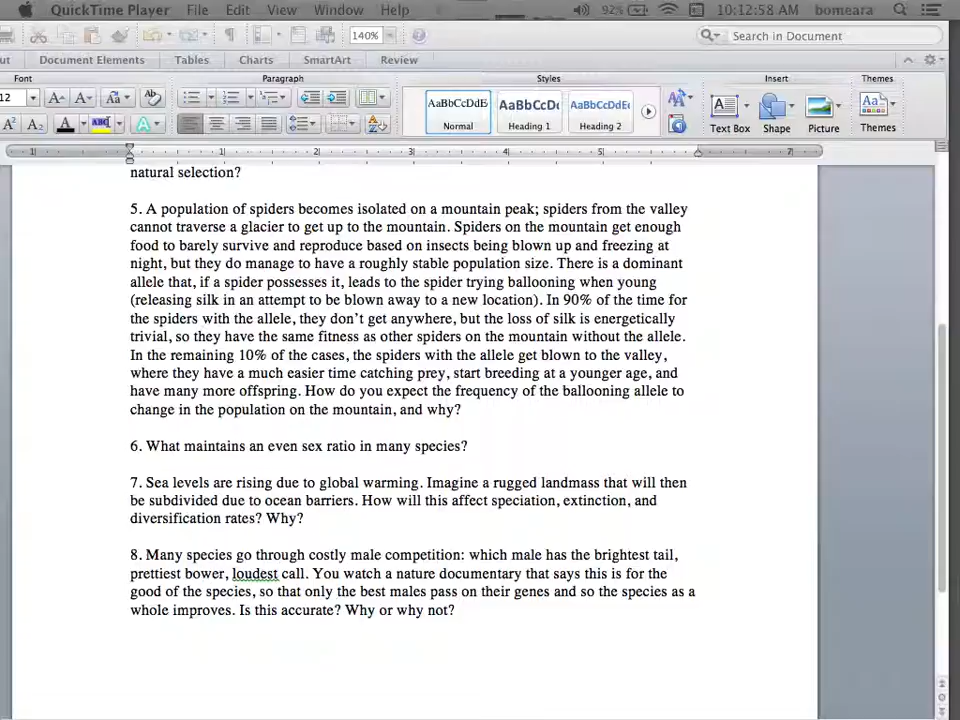 QuickTime Player File Edit View Window Help 92% 10:12:58 AM bomeara
140% Search in Document
Document Elements Tables Charts SmartArt Review
Font Paragraph Styles Insert Themes
12 Aa ABC AaBbCcDdE AaBbCcDc AaBbCcDdEe Aa
Normal Heading 1 Heading 2 Text Box Shape Picture Themes
A2 A2 A ABC A A
1 1 2 3 4 5 7
natural selection?
5. A population of spiders becomes isolated on a mountain peak; spiders from the valley
cannot traverse a glacier to get up to the mountain. Spiders on the mountain get enough
food to barely survive and reproduce based on insects being blown up and freezing at
night, but they do manage to have a roughly stable population size. There is a dominant
allele that, if a spider possesses it, leads to the spider trying ballooning when young
(releasing silk in an attempt to be blown away to a new location). In 90% of the time for
the spiders with the allele, they don't get anywhere, but the loss of silk is energetically
trivial, so they have the same fitness as other spiders on the mountain without the allele.
In the remaining 10% of the cases, the spiders with the allele get blown to the valley,
where they have a much easier time catching prey, start breeding at a younger age, and
have many more offspring. How do you expect the frequency of the ballooning allele to
change in the population on the mountain, and why?
6. What maintains an even sex ratio in many species?
7. Sea levels are rising due to global warming. Imagine a rugged landmass that will then
be subdivided due to ocean barriers. How will this affect speciation, extinction, and
diversification rates? Why?
8. Many species go through costly male competition: which male has the brightest tail,
prettiest bower, loudest call. You watch a nature documentary that says this is for the
good of the species, so that only the best males pass on their genes and so the species as a
whole improves. Is this accurate? Why or why not?